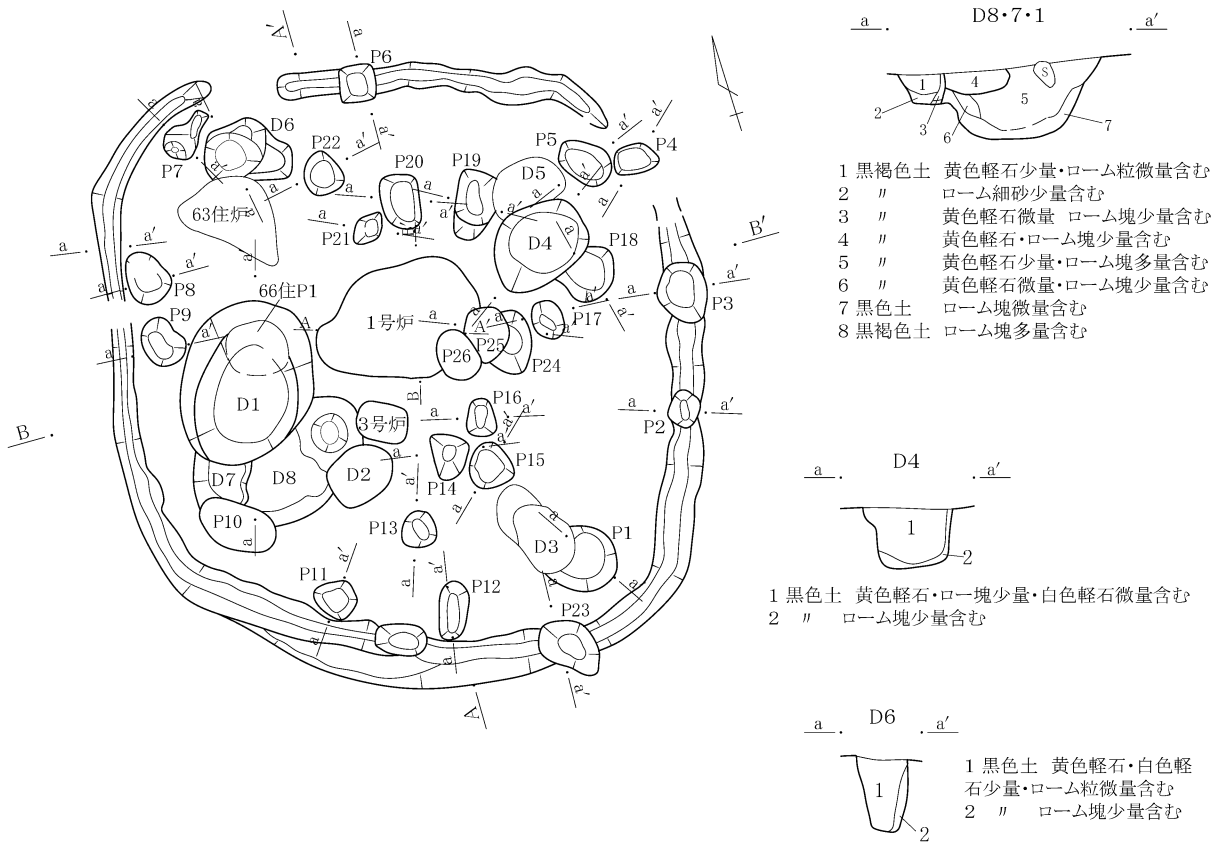 A′
a
P6
a
D6
P7
P22
a′
a′
P20
P19
P5
a′
a′
P4
D5
a
a
a
63住炉
a
P21
a
a′
a′
D4
a
P18
a
a′
a
a′
B′
P8
a
a′
66住P1
1号炉
a
a′
a
a′
P3
P9
a
a′
A
A′
P25
P17
a′
P26
P24
D1
B
P16
a
a′
a
a′
P2
3号炉
a
a′
a′
B
D7
D8
D2
P14
P15
a′
a
P10
a
P13
D3
a
P1
a′
P11
a′
a
P12
P23
a
a
a
a′
A
D8・7・1
a
a′
1
4
S
5
2
3
6
7
1 黒褐色土 黄色軽石少量・ローム粒微量含む
2 〃 ローム細砂少量含む
3 〃 黄色軽石微量 ローム塊少量含む
4 〃 黄色軽石・ローム塊少量含む
5 〃 黄色軽石少量・ローム塊多量含む
6 〃 黄色軽石微量・ローム塊少量含む
7 黒色土 ローム塊微量含む
8 黒褐色土 ローム塊多量含む
D4
a
a′
1
2
1 黒色土 黄色軽石・ロー塊少量・白色軽石微量含む
2 〃 ローム塊少量含む
D6
a
a′
1
2
1 黒色土 黄色軽石・白色軽
石少量・ローム粒微量含む
2 〃 ローム塊少量含む